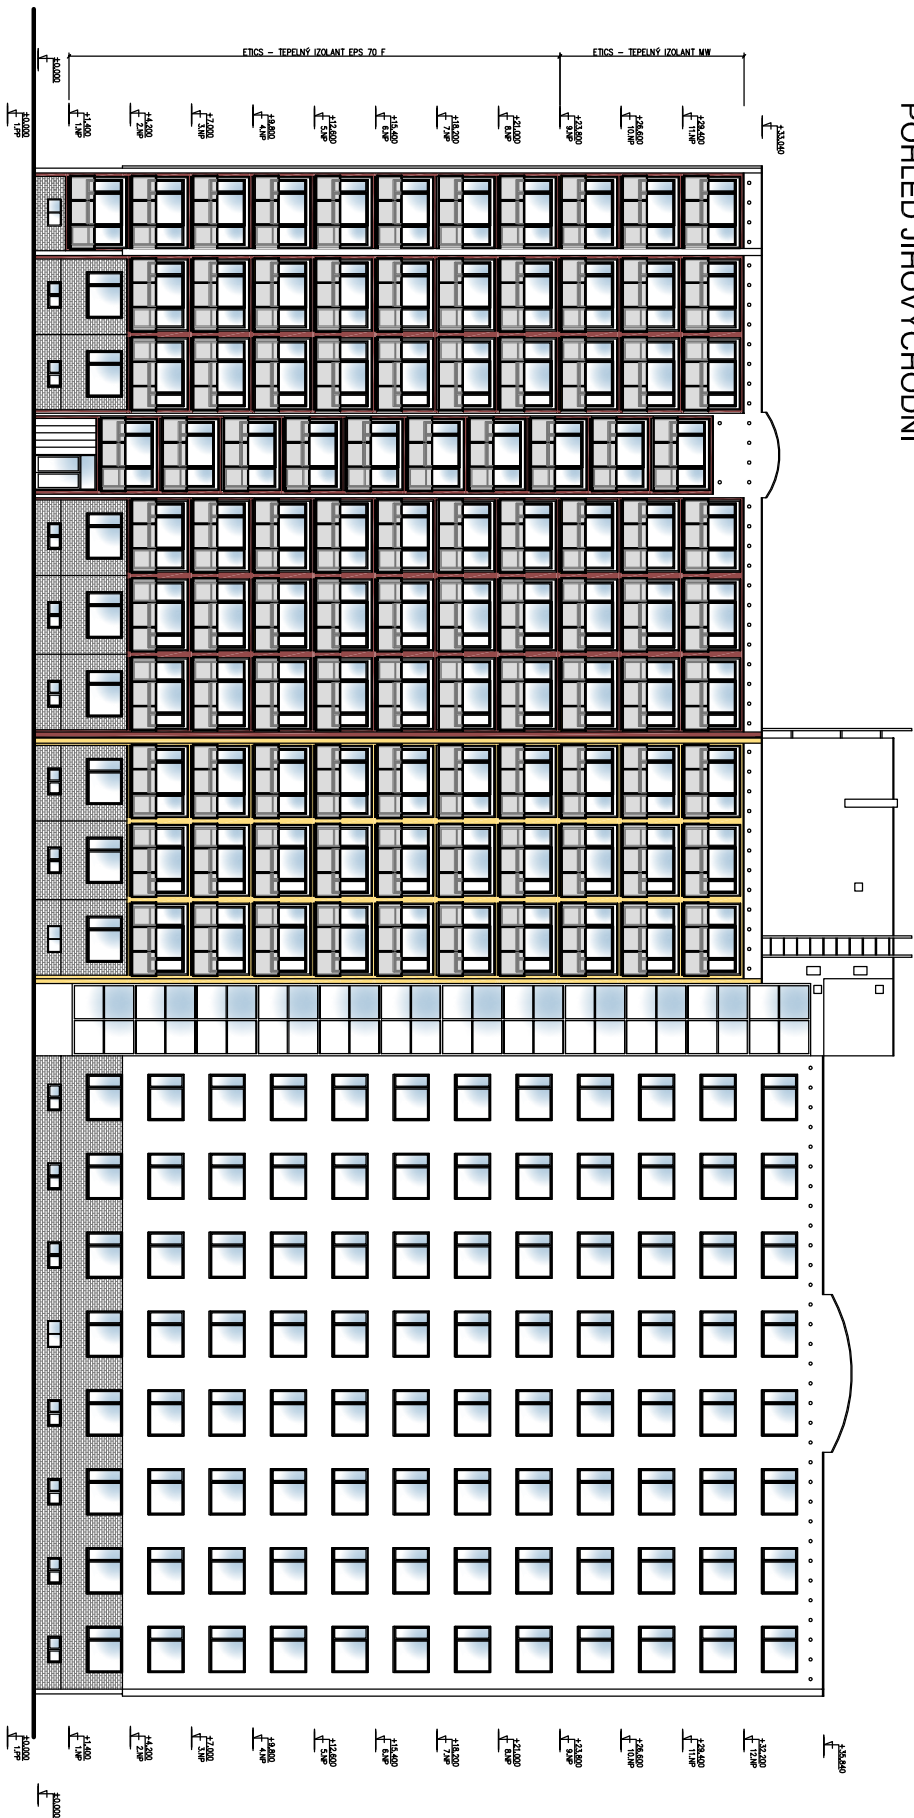 POHLED JIHOVÝCHODNÍ
ETICS - TEPELNÝ IZOLANT EPS 70 F
ETICS - TEPELNÝ IZOLANT MW
±0.000
±0.000
1.PP
+1.400
1.NP
+4.200
2.NP
+7.000
3.NP
+9.800
4.NP
+12.600
5.NP
+15.400
6.NP
+18.200
7.NP
+21.000
8.NP
+23.800
9.NP
+26.600
10.NP
+29.400
11.NP
+33.040
±0.000
1.PP
+1.400
1.NP
+4.200
2.NP
+7.000
3.NP
+9.800
4.NP
+12.600
5.NP
+15.400
6.NP
+18.200
7.NP
+21.000
8.NP
+23.800
9.NP
+26.600
10.NP
+29.400
11.NP
+32.200
12.NP
+35.840
±0.000